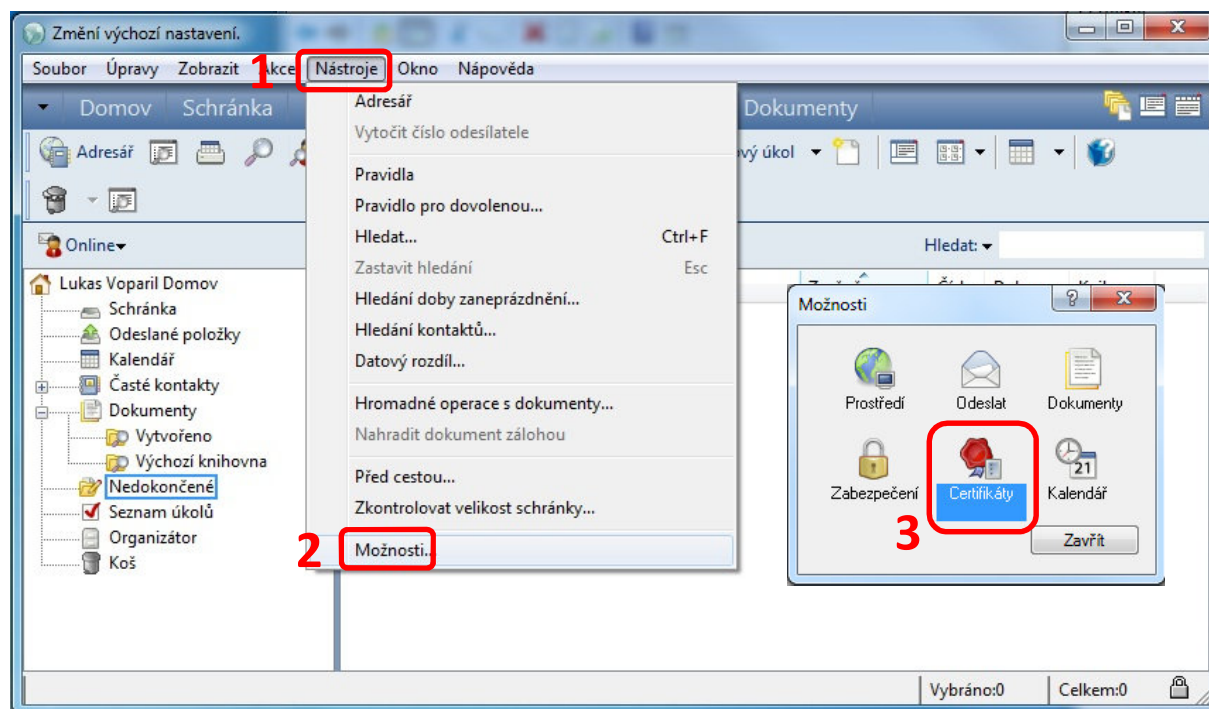 Změní výchozí nastavení.
Soubor Úpravy Zobrazit Akce Nástroje Okno Nápověda
1
Domov Schránka Dokumenty
Adresář
vý úkol
Online
Hledat:
Lukas Voparil Domov
Schránka
Odeslané položky
Kalendář
Časté kontakty
Dokumenty
Vytvořeno
Výchozí knihovna
Nedokončené
Seznam úkolů
Organizátor
Koš
Adresář
Vytočit číslo odesílatele
Pravidla
Pravidlo pro dovolenou...
Hledat... Ctrl+F
Zastavit hledání Esc
Hledání doby zaneprázdnění...
Hledání kontaktů...
Datový rozdíl...
Hromadné operace s dokumenty...
Nahradit dokument zálohou
Před cestou...
Zkontrolovat velikost schránky...
2 Možnosti...
Možnosti
Prostředí Odeslat Dokumenty
21
Zabezpečení Certifikáty Kalendář
3
Zavřít
Vybráno:0 Celkem:0